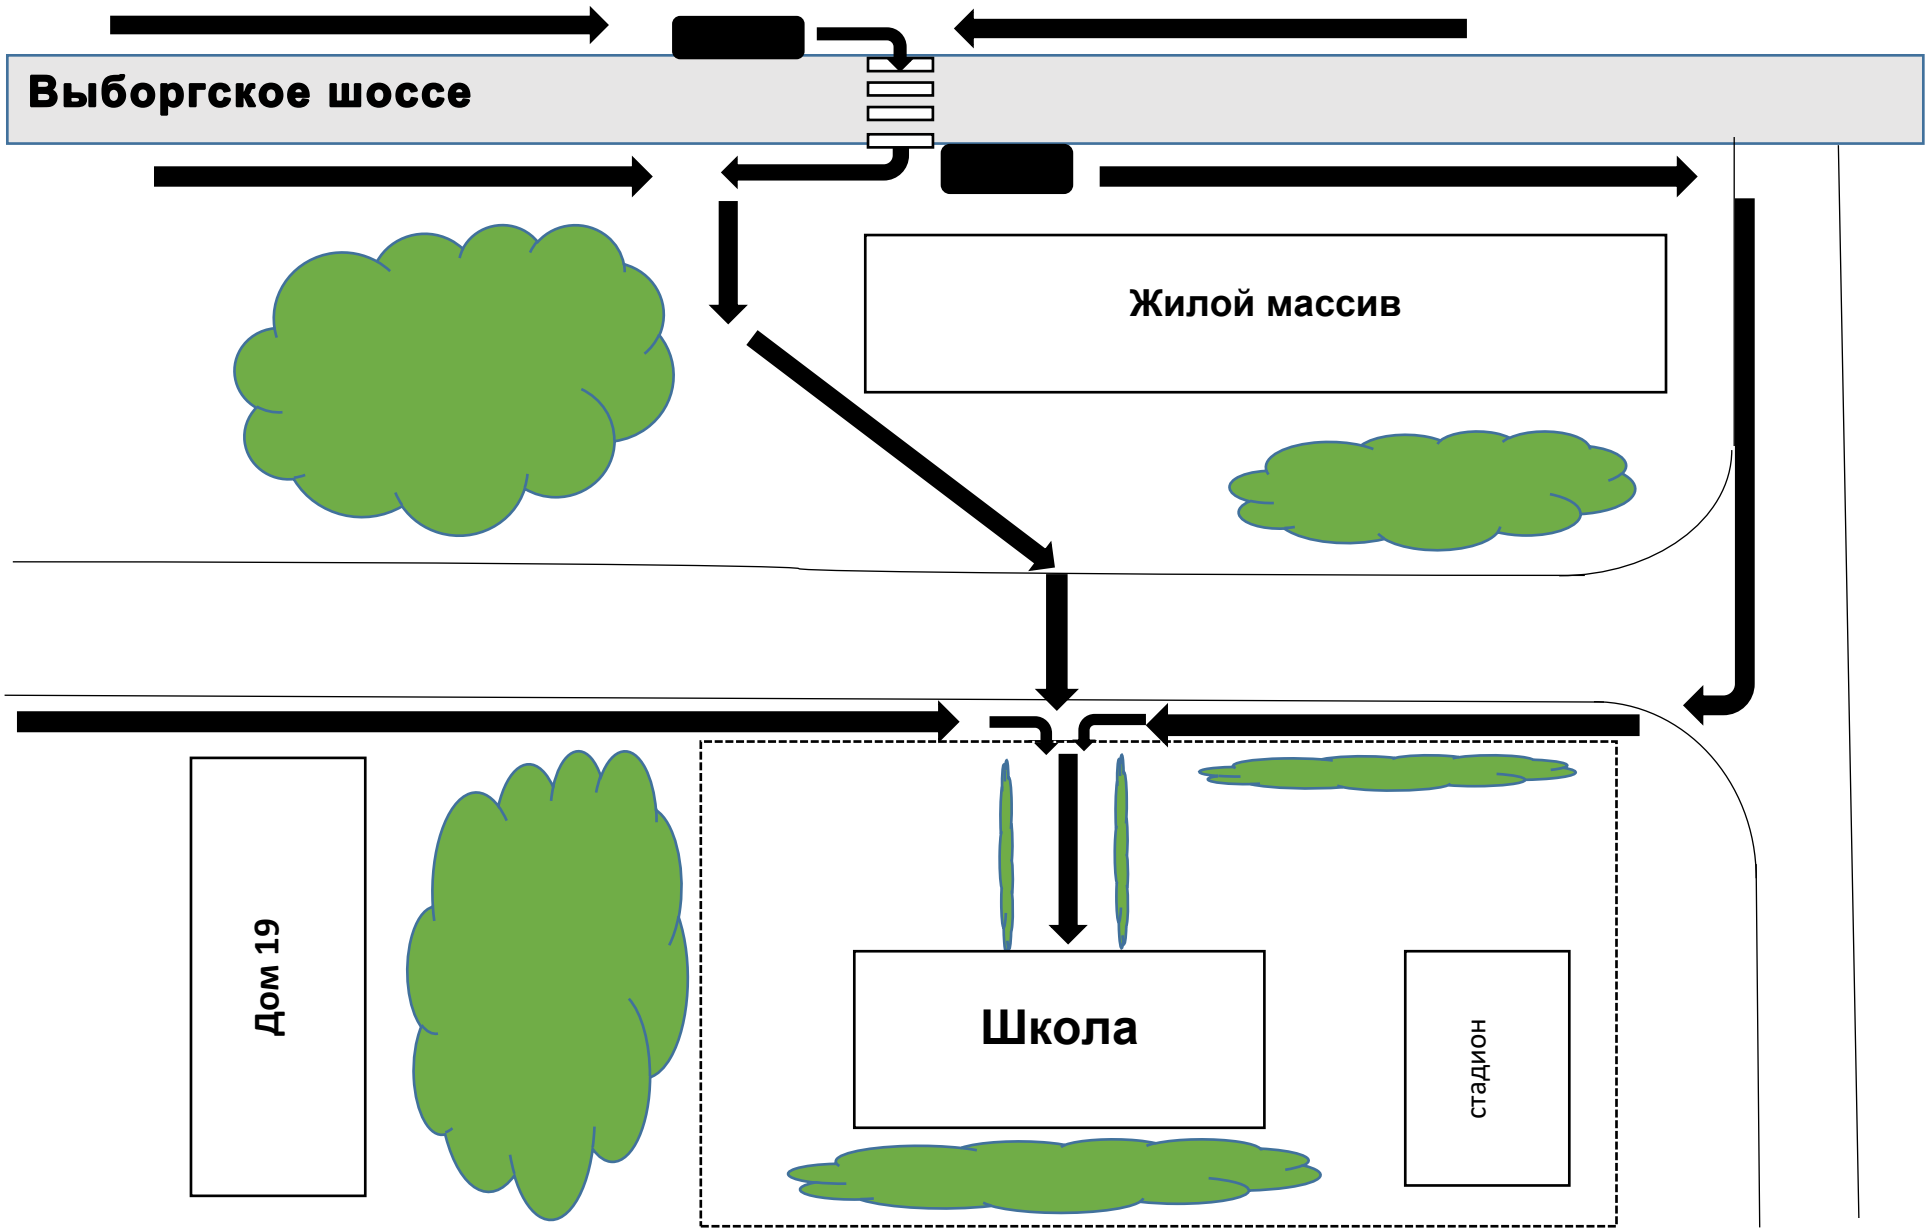 Выборгское шоссе
Жилой массив
Дом 19
Школа
стадион